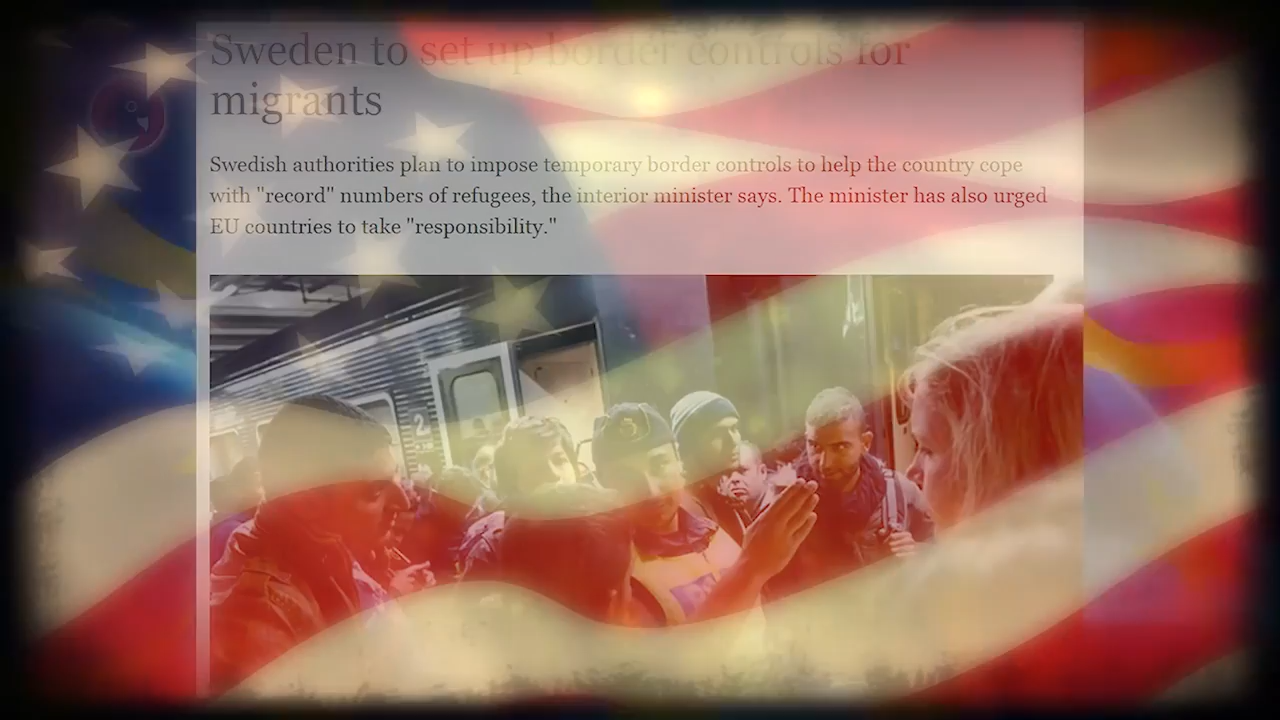 Sweden to set up border controls for
migrants
Swedish authorities plan to impose temporary border controls to help the country cope
with "record" numbers of refugees, the interior minister says. The minister has also urged
EU countries to take "responsibility."
2